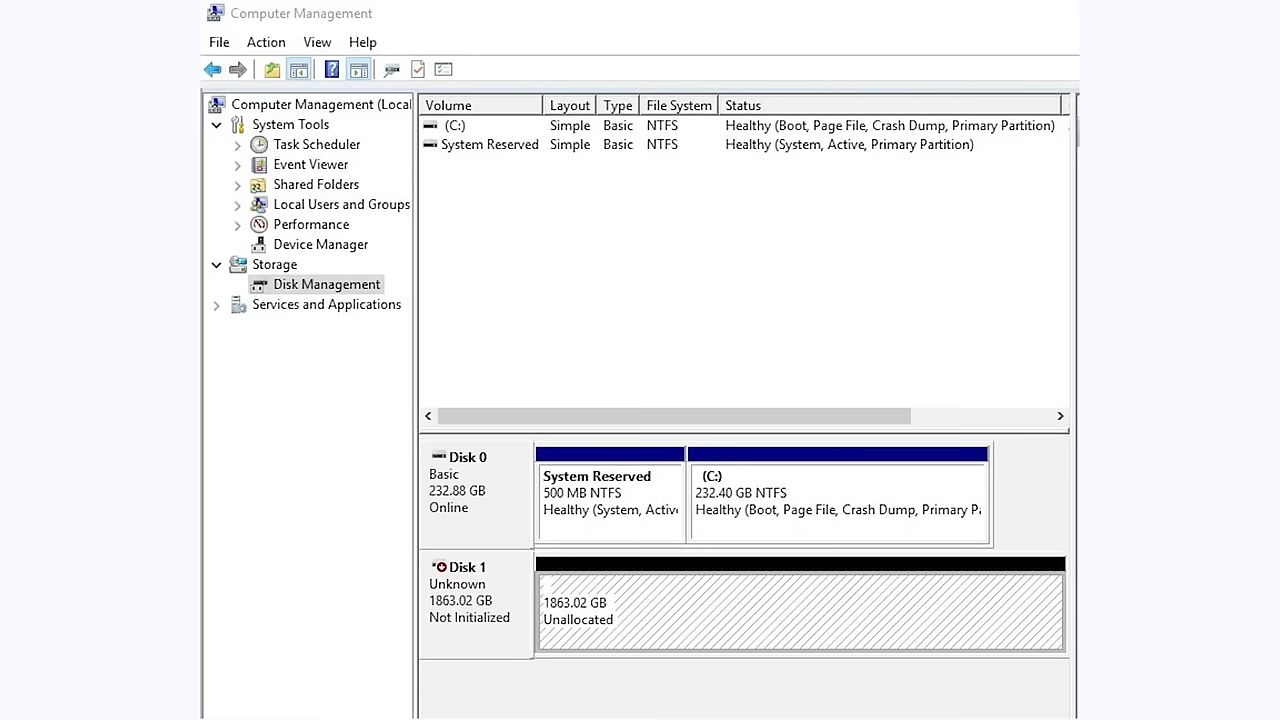 Computer Management
File Action View Help
Computer Management (Local
System Tools
Task Scheduler
Event Viewer
Shared Folders
Local Users and Groups
Performance
Device Manager
Storage
Disk Management
Services and Applications
Volume Layout Type File System Status
(C:) Simple Basic NTFS Healthy (Boot, Page File, Crash Dump, Primary Partition)
System Reserved Simple Basic NTFS Healthy (System, Active, Primary Partition)
Disk 0
Basic
232.88 GB
Online
System Reserved
500 MB NTFS
Healthy (System, Activ
(C:)
232.40 GB NTFS
Healthy (Boot, Page File, Crash Dump, Primary Pa
Disk 1
Unknown
1863.02 GB
Not Initialized
1863.02 GB
Unallocated